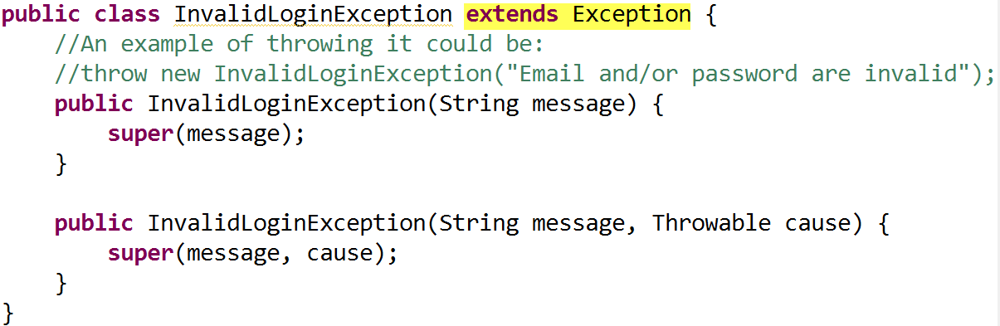 public class InvalidLoginException extends Exception {
    //An example of throwing it could be:
    //throw new InvalidLoginException("Email and/or password are invalid");
    public InvalidLoginException(String message) {
        super(message);
    }

    public InvalidLoginException(String message, Throwable cause) {
        super(message, cause);
    }
}